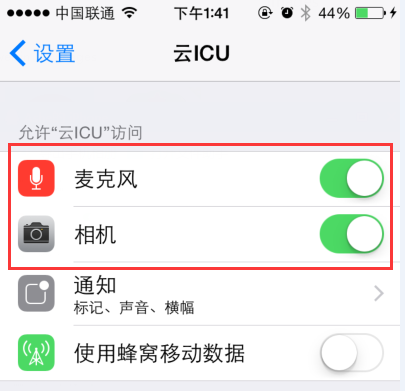 中国联通 下午1:41 44%
设置 云ICU
允许“云ICU”访问
麦克风
相机
通知
标记、声音、横幅
使用蜂窝移动数据